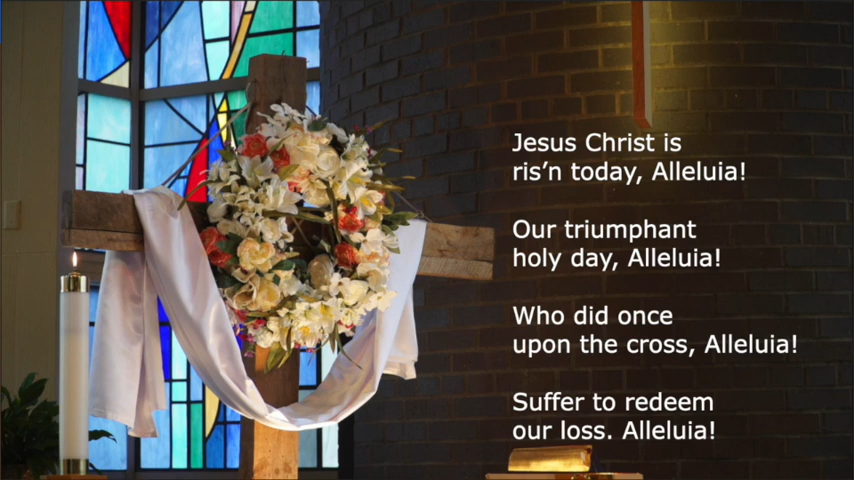 Jesus Christ is
ris’n today, Alleluia!
Our triumphant
holy day, Alleluia!
Who did once
upon the cross, Alleluia!
Suffer to redeem
our loss. Alleluia!